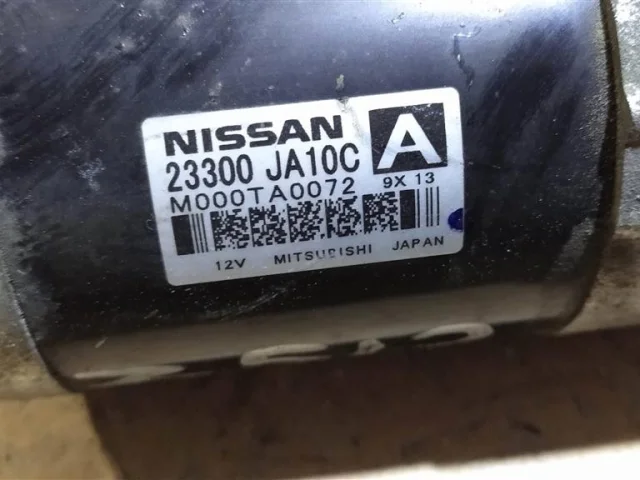 NISSAN
23300 JA10C
A
M000TA0072 9X 13
12V MITSUBISHI JAPAN